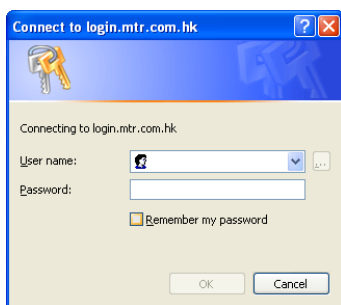 Connect to login.mtr.com.hk
Connecting to login.mtr.com.hk
User name:
...
Password:
Remember my password
OK
Cancel